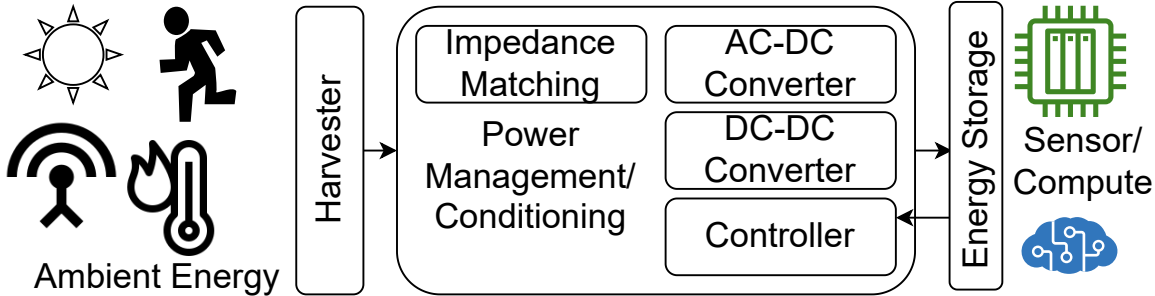 Ambient Energy
Harvester
Impedance
Matching
Power
Management/
Conditioning
AC-DC
Converter
DC-DC
Converter
Controller
Energy Storage
Sensor/
Compute